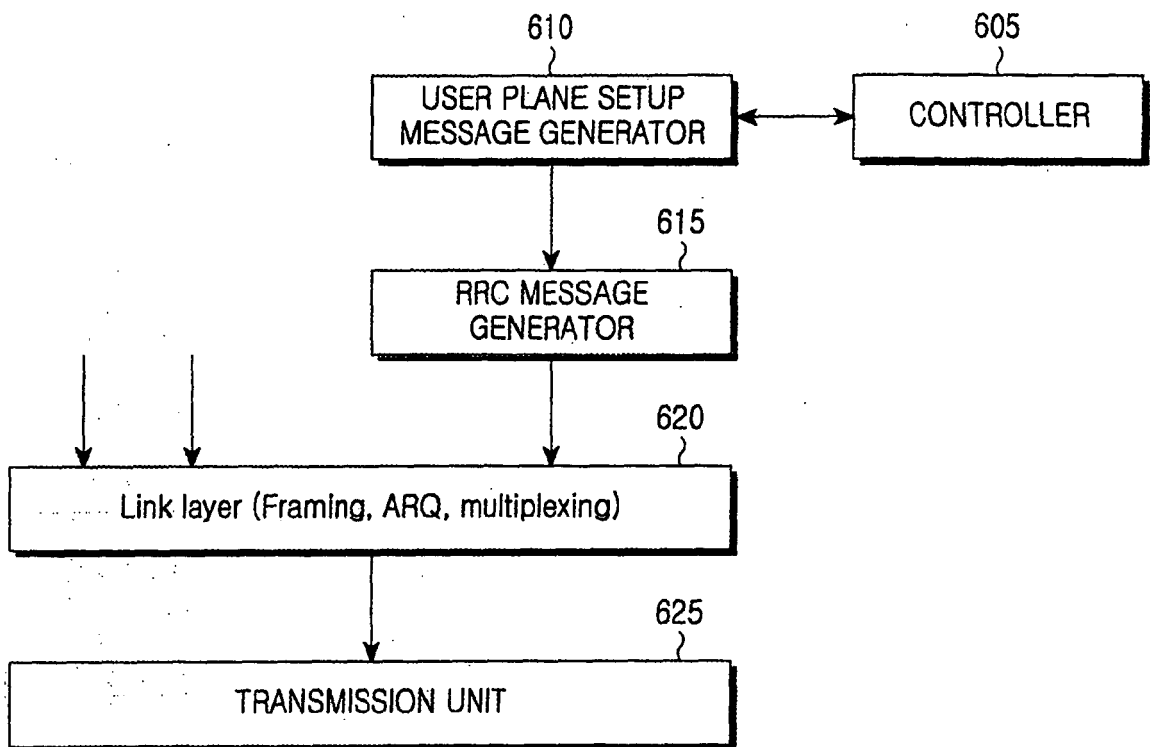 610
605
USER PLANE SETUP
MESSAGE GENERATOR
CONTROLLER
615
RRC MESSAGE
GENERATOR
620
Link layer (Framing, ARQ, multiplexing)
625
TRANSMISSION UNIT